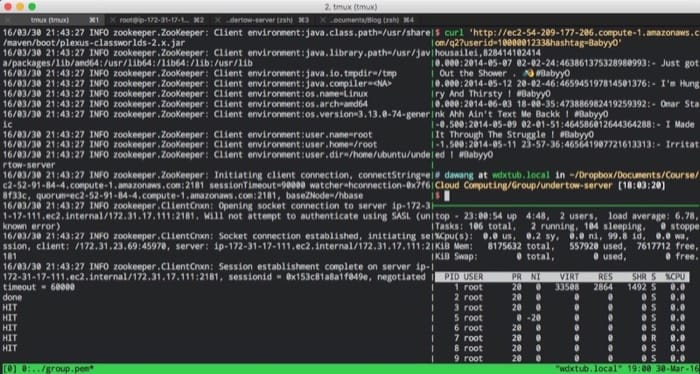 2. tmux (tmux)
tmux (tmux) ⌘1
root@ip-172-31-17-1... ⌘2
..dertow-server (zsh) ⌘3
..ocuments/Blog (zsh) ⌘4
16/03/30 21:43:27 INFO zookeeper.ZooKeeper: Client environment:java.class.path=/usr/share
/maven/boot/plexus-classworlds-2.x.jar
16/03/30 21:43:27 INFO zookeeper.ZooKeeper: Client environment:java.library.path=/usr/jav
a/packages/lib/amd64:/usr/lib64:/lib64:/lib:/usr/lib
16/03/30 21:43:27 INFO zookeeper.ZooKeeper: Client environment:java.io.tmpdir=/tmp
16/03/30 21:43:27 INFO zookeeper.ZooKeeper: Client environment:java.compiler=<NA>
16/03/30 21:43:27 INFO zookeeper.ZooKeeper: Client environment:os.name=Linux
16/03/30 21:43:27 INFO zookeeper.ZooKeeper: Client environment:os.arch=amd64
16/03/30 21:43:27 INFO zookeeper.ZooKeeper: Client environment:os.version=3.13.0-74-gener
ic
16/03/30 21:43:27 INFO zookeeper.ZooKeeper: Client environment:user.name=root
16/03/30 21:43:27 INFO zookeeper.ZooKeeper: Client environment:user.home=/root
16/03/30 21:43:27 INFO zookeeper.ZooKeeper: Client environment:user.dir=/home/ubuntu/unde
rtow-server
16/03/30 21:43:27 INFO zookeeper.ZooKeeper: Initiating client connection, connectString=e
c2-52-91-84-4.compute-1.amazonaws.com:2181 sessionTimeout=90000 watcher=hconnection-0x7f6
8f33c, quorum=ec2-52-91-84-4.compute-1.amazonaws.com:2181, baseZNode=/hbase
16/03/30 21:43:27 INFO zookeeper.ClientCnxn: Opening socket connection to server ip-172-3
1-17-111.ec2.internal/172.31.17.111:2181. Will not attempt to authenticate using SASL (un
known error)
16/03/30 21:43:27 INFO zookeeper.ClientCnxn: Socket connection established, initiating se
ssion, client: /172.31.23.69:45970, server: ip-172-31-17-111.ec2.internal/172.31.17.111:2
181
16/03/30 21:43:27 INFO zookeeper.ClientCnxn: Session establishment complete on server ip-
172-31-17-111.ec2.internal/172.31.17.111:2181, sessionid = 0x153c81a8a1f049e, negotiated
timeout = 60000
done
HIT
HIT
HIT
HIT
$ curl 'http://ec2-54-209-177-206.compute-1.amazonaws.c
om/q2?userid=1000001233&hashtag=BabyyO'
housailei,828414102414
0.000:2014-05-07 02-02-24:463861375328980993:- Just got
Out the Shower . #BabyyO
0.000:2014-05-12 20-02-46:465945197814501376:- I'm Hung
ry And Thirsty ! #BabyyO
0.000:2014-06-03 18-00-35:473886982419259392:- Omar Sta
nk Ahh Ain't Text Me Backk ! #BabyyO
-0.500:2014-05-09 02-01-51:464586012644364288:- I Made
It Through The Struggle ! #BabyyO
-1.500:2014-05-11 23-57-36:465641907721613313:- Irritat
ed ! #BabyyO
# dawang at wdxtub.local in ~/Dropbox/Documents/Course/
Cloud Computing/Group/undertow-server [18:03:20]
$
top - 23:00:54 up 4:48, 2 users, load average: 6.78,
Tasks: 106 total, 2 running, 104 sleeping, 0 stoppe
%Cpu(s): 0.0 us, 0.2 sy, 0.0 ni, 99.8 id, 0.0 wa,
KiB Mem: 8175632 total, 557920 used, 7617712 free,
KiB Swap: 0 total, 0 used, 0 free.
PID USER PR NI VIRT RES SHR S %CPU
1 root 20 0 33508 2864 1492 S 0.0
2 root 20 0 0 0 0 S 0.0
3 root 20 0 0 0 0 S 0.0
5 root 0 -20 0 0 0 S 0.0
6 root 20 0 0 0 0 S 0.0
7 root 20 0 0 0 0 R 0.0
8 root 20 0 0 0 0 S 0.0
9 root 20 0 0 0 0 S 0.0
[0] 0:../group.pem*
"wdxtub.local" 19:00 30-Mar-16